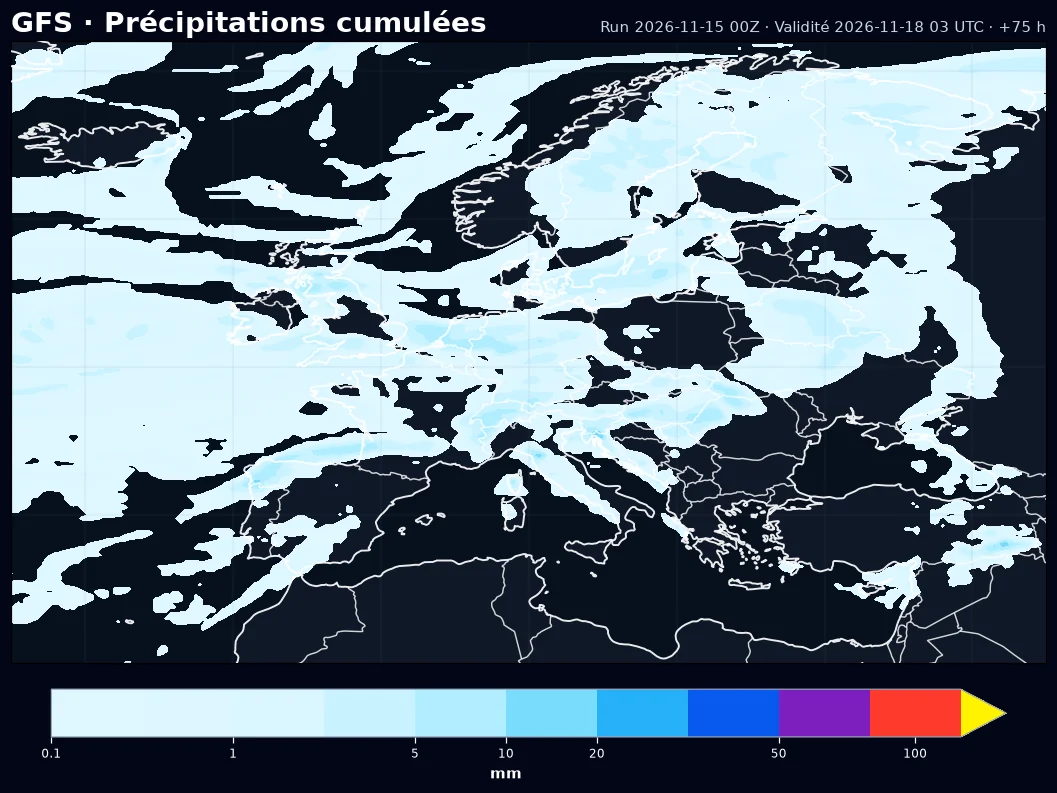 GFS · Précipitations cumulées
Run 2026-11-15 00Z · Validité 2026-11-18 03 UTC · +75 h
0.1 1 5 10 20 50 100
mm